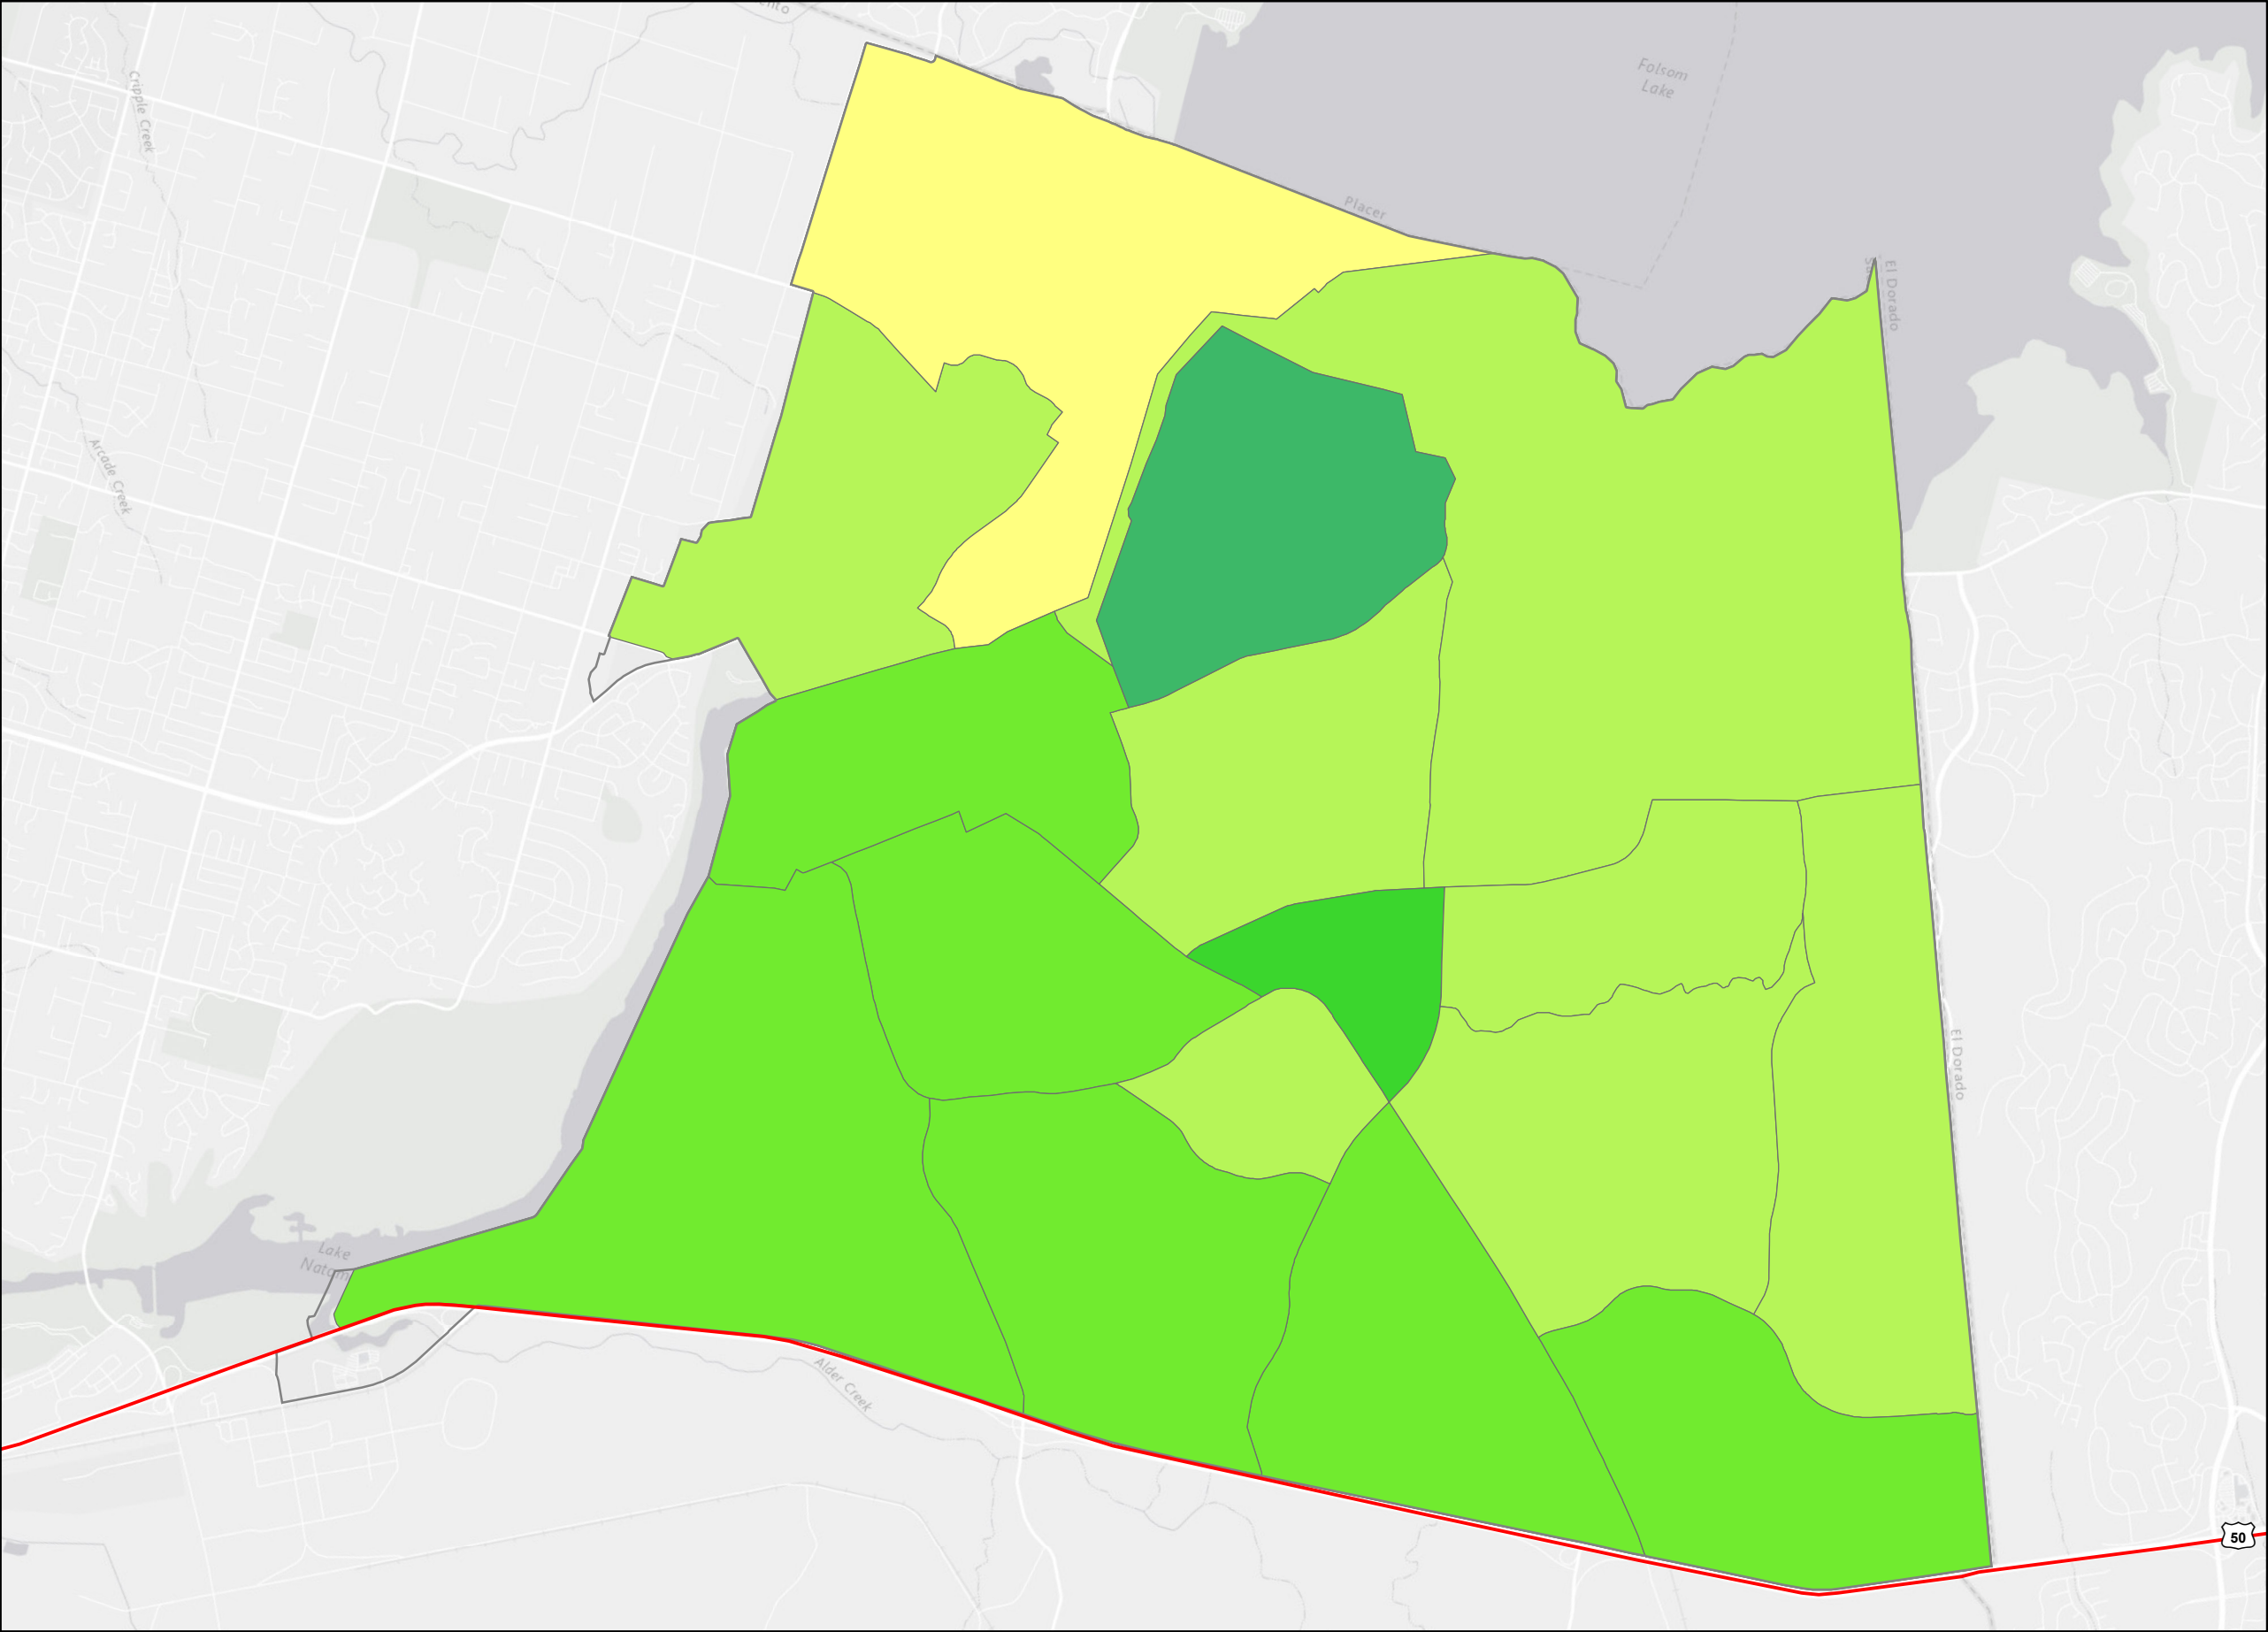 Folsom
Lake
Cripple Creek
Placer
El Dorado
Arcade Creek
El Dorado
Lake
Natom
Alder Creek
50